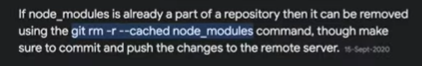 If node_modules is already a part of a repository then it can be removed
using the git rm -r --cached node_modules command, though make
sure to commit and push the changes to the remote server. 15-Sept-2020